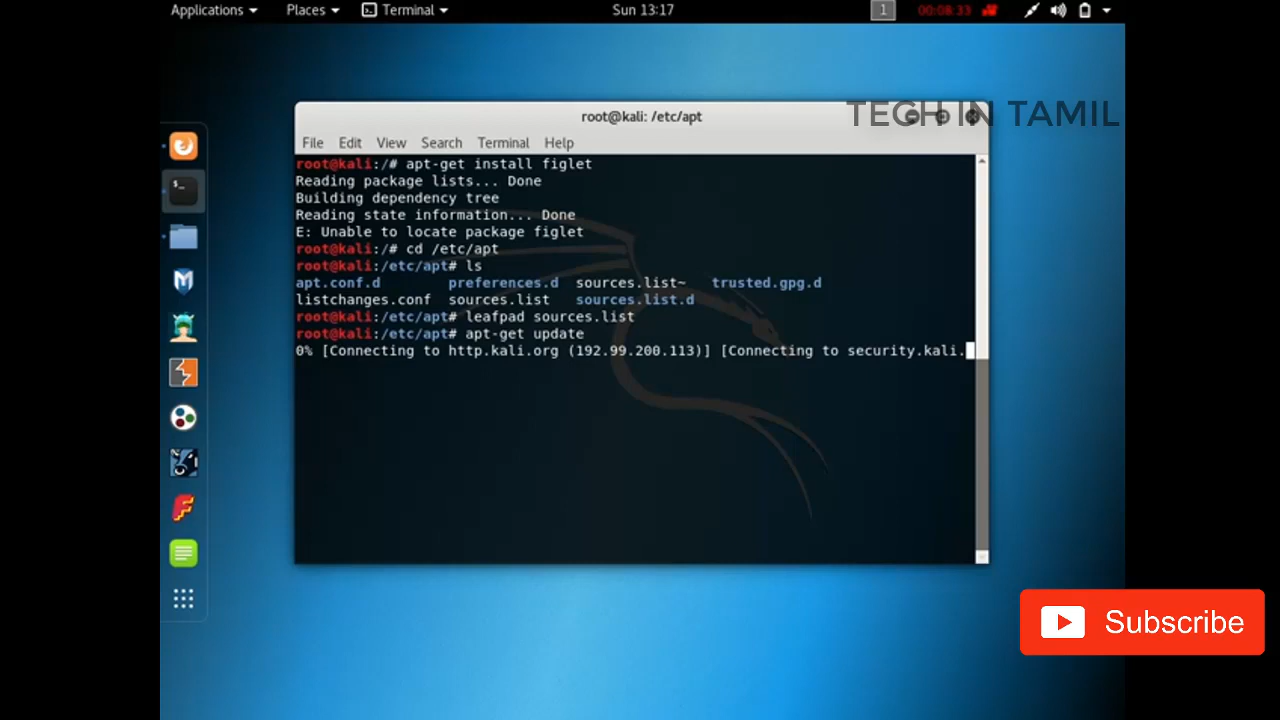 Applications Places Terminal Sun 13:17 1 00:08:33
TECH IN TAMIL
root@kali: /etc/apt
File Edit View Search Terminal Help
root@kali:/# apt-get install figlet
Reading package lists... Done
Building dependency tree
Reading state information... Done
E: Unable to locate package figlet
root@kali:/# cd /etc/apt
root@kali:/etc/apt# ls
apt.conf.d preferences.d sources.list~ trusted.gpg.d
listchanges.conf sources.list sources.list.d
root@kali:/etc/apt# leafpad sources.list
root@kali:/etc/apt# apt-get update
0% [Connecting to http.kali.org (192.99.200.113)] [Connecting to security.kali.
Subscribe